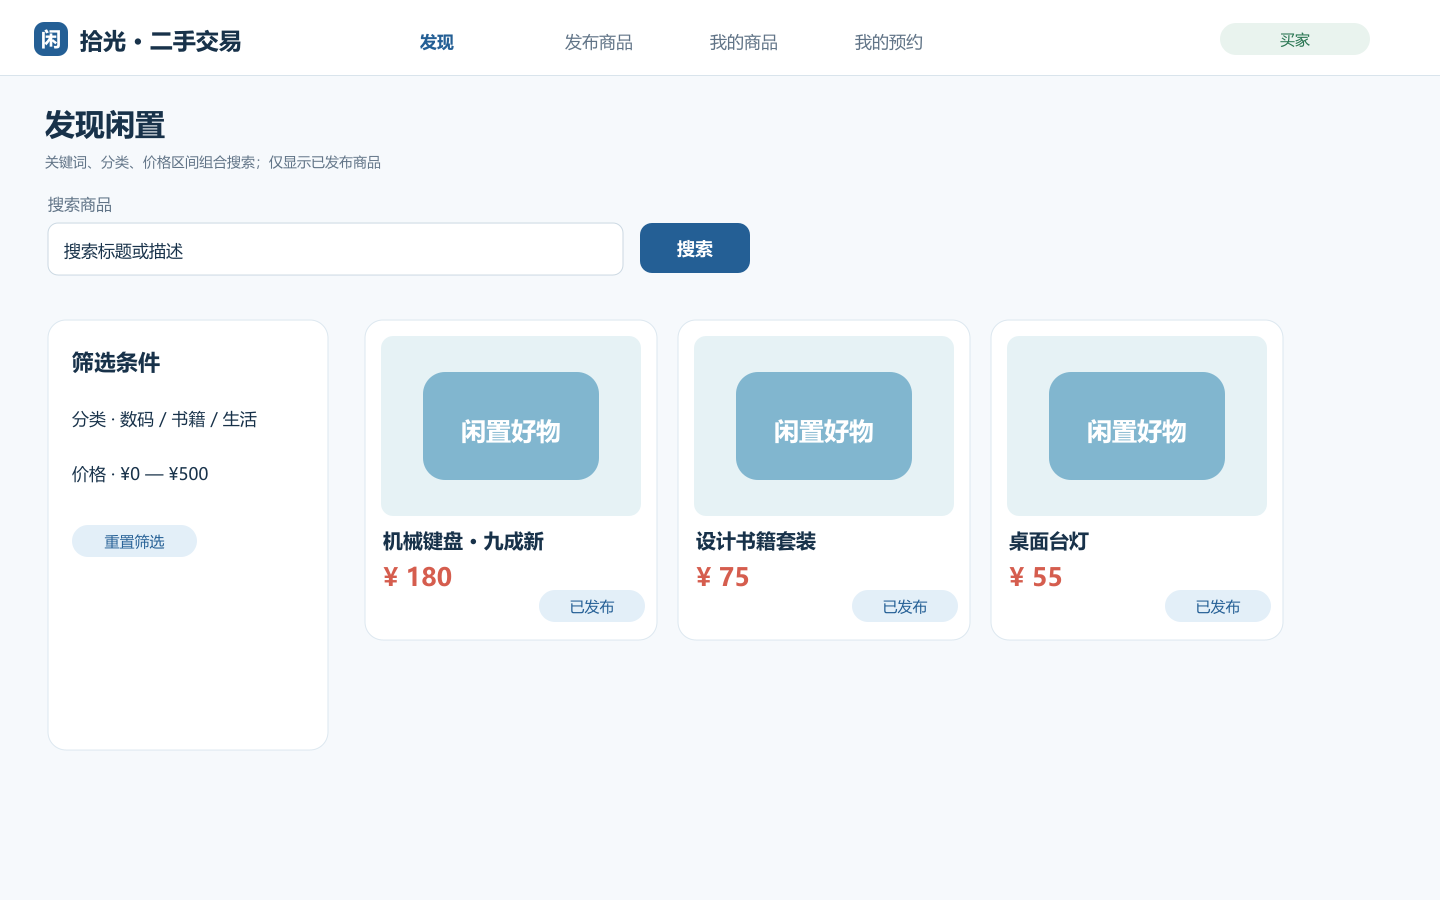 闲 拾光·二手交易 发现 发布商品 我的商品 我的预约 买家
发现闲置
关键词、分类、价格区间组合搜索；仅显示已发布商品
搜索商品
搜索标题或描述 搜索
筛选条件
分类 · 数码 / 书籍 / 生活
价格 · ¥0 — ¥500
重置筛选
闲置好物
机械键盘·九成新
¥ 180
已发布
闲置好物
设计书籍套装
¥ 75
已发布
闲置好物
桌面台灯
¥ 55
已发布